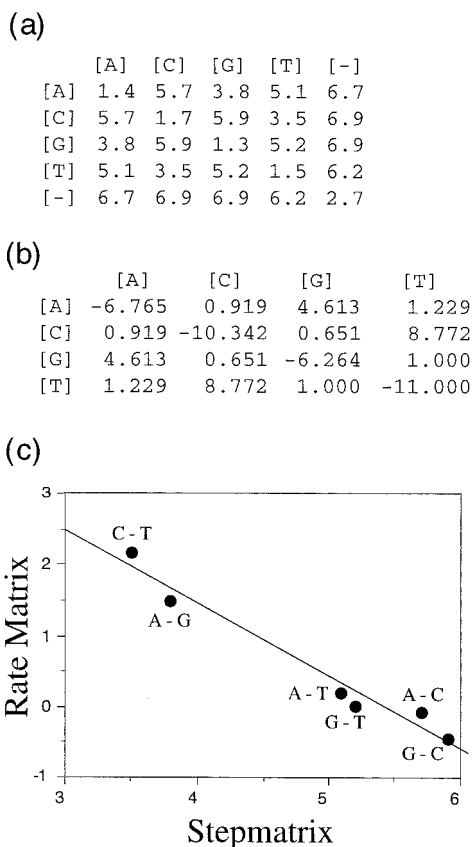 (a)
[A] [C] [G] [T] [-]
[A] 1.4 5.7 3.8 5.1 6.7
[C] 5.7 1.7 5.9 3.5 6.9
[G] 3.8 5.9 1.3 5.2 6.9
[T] 5.1 3.5 5.2 1.5 6.2
[-] 6.7 6.9 6.9 6.2 2.7
(b)
[A] [C] [G] [T]
[A] -6.765 0.919 4.613 1.229
[C] 0.919 -10.342 0.651 8.772
[G] 4.613 0.651 -6.264 1.000
[T] 1.229 8.772 1.000 -11.000
(c)
3
C - T
2
A - G
1
A - T
A - C
0
G - T
G - C
-1
3 4 5 6
Rate Matrix
Stepmatrix